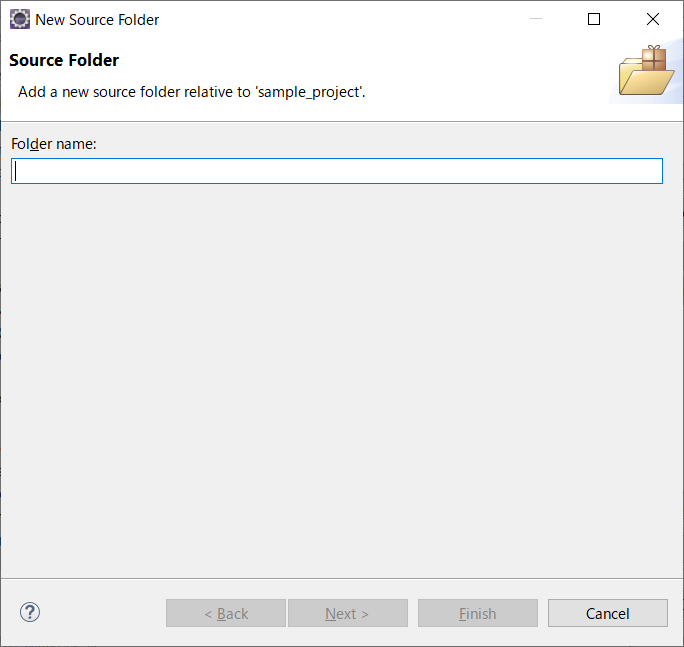 New Source Folder
Source Folder
Add a new source folder relative to 'sample_project'.
Folder name:
?
< Back
Next >
Finish
Cancel